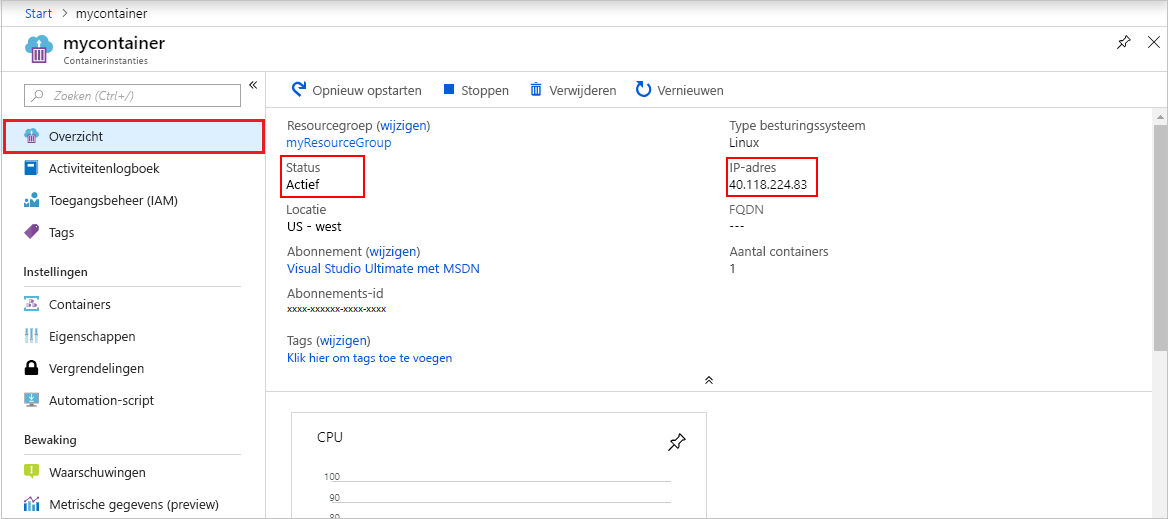 Start > mycontainer
mycontainer
Containerinstanties
Zoeken (Ctrl+/)
Overzicht
Activiteitenlogboek
Toegangsbeheer (IAM)
Tags
Instellingen
Containers
Eigenschappen
Vergrendelingen
Automation-script
Bewaking
Waarschuwingen
Metrische gegevens (preview)
Opnieuw opstarten Stoppen Verwijderen Vernieuwen
Resourcegroep (wijzigen)
myResourceGroup
Status
Actief
Locatie
US - west
Abonnement (wijzigen)
Visual Studio Ultimate met MSDN
Abonnements-id
xxxx-xxxxxx-xxxx-xxxx
Tags (wijzigen)
Klik hier om tags toe te voegen
Type besturingssysteem
Linux
IP-adres
40.118.224.83
FQDN
---
Aantal containers
1
CPU
100
90
80